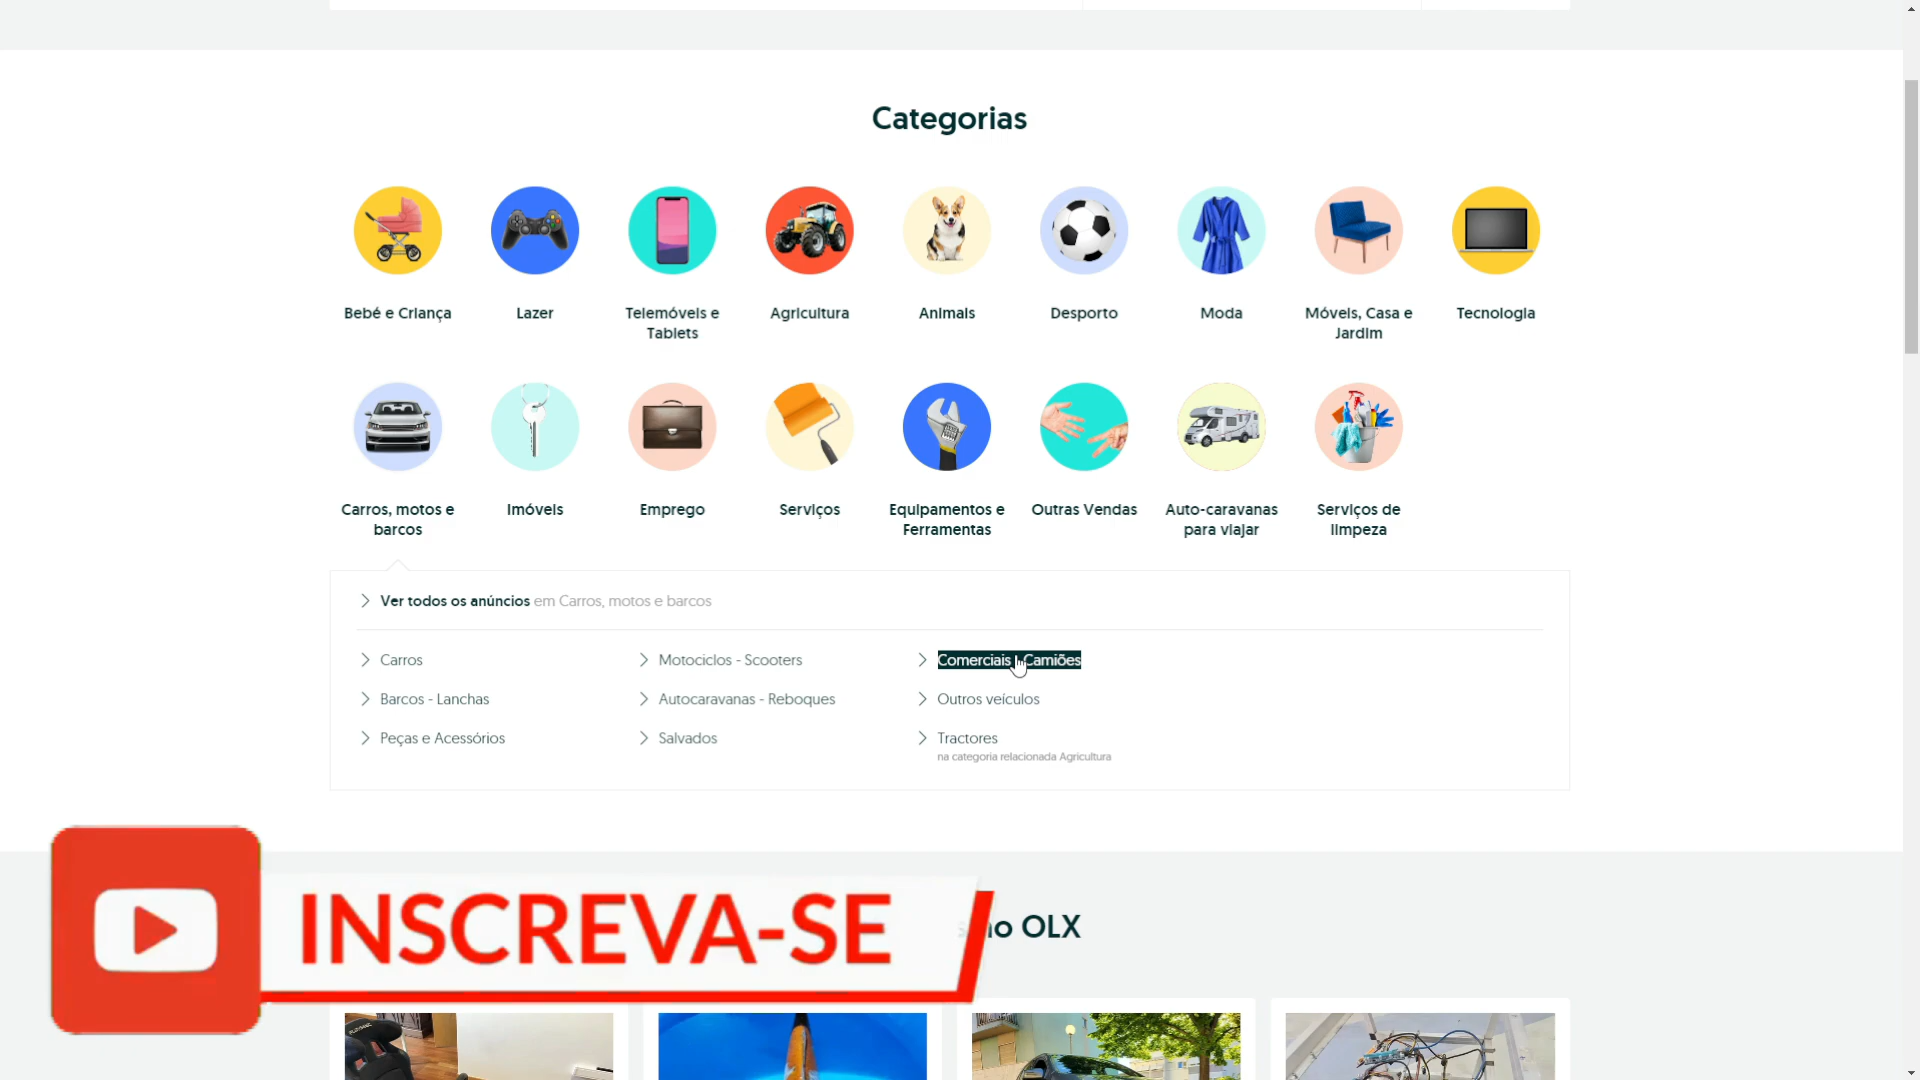 Categorias
Bebé e Criança
Lazer
Telemóveis e
Tablets
Agricultura
Animais
Desporto
Moda
Móveis, Casa e
Jardim
Tecnologia
Carros, motos e
barcos
Imóveis
Emprego
Serviços
Equipamentos e
Ferramentas
Outras Vendas
Auto-caravanas
para viajar
Serviços de
limpeza
Ver todos os anúncios em Carros, motos e barcos
Carros
Motociclos - Scooters
Comerciais - Camiões
Barcos - Lanchas
Autocaravanas - Reboques
Outros veículos
Peças e Acessórios
Salvados
Tractores
na categoria relacionada Agricultura
INSCREVA-SE
no OLX